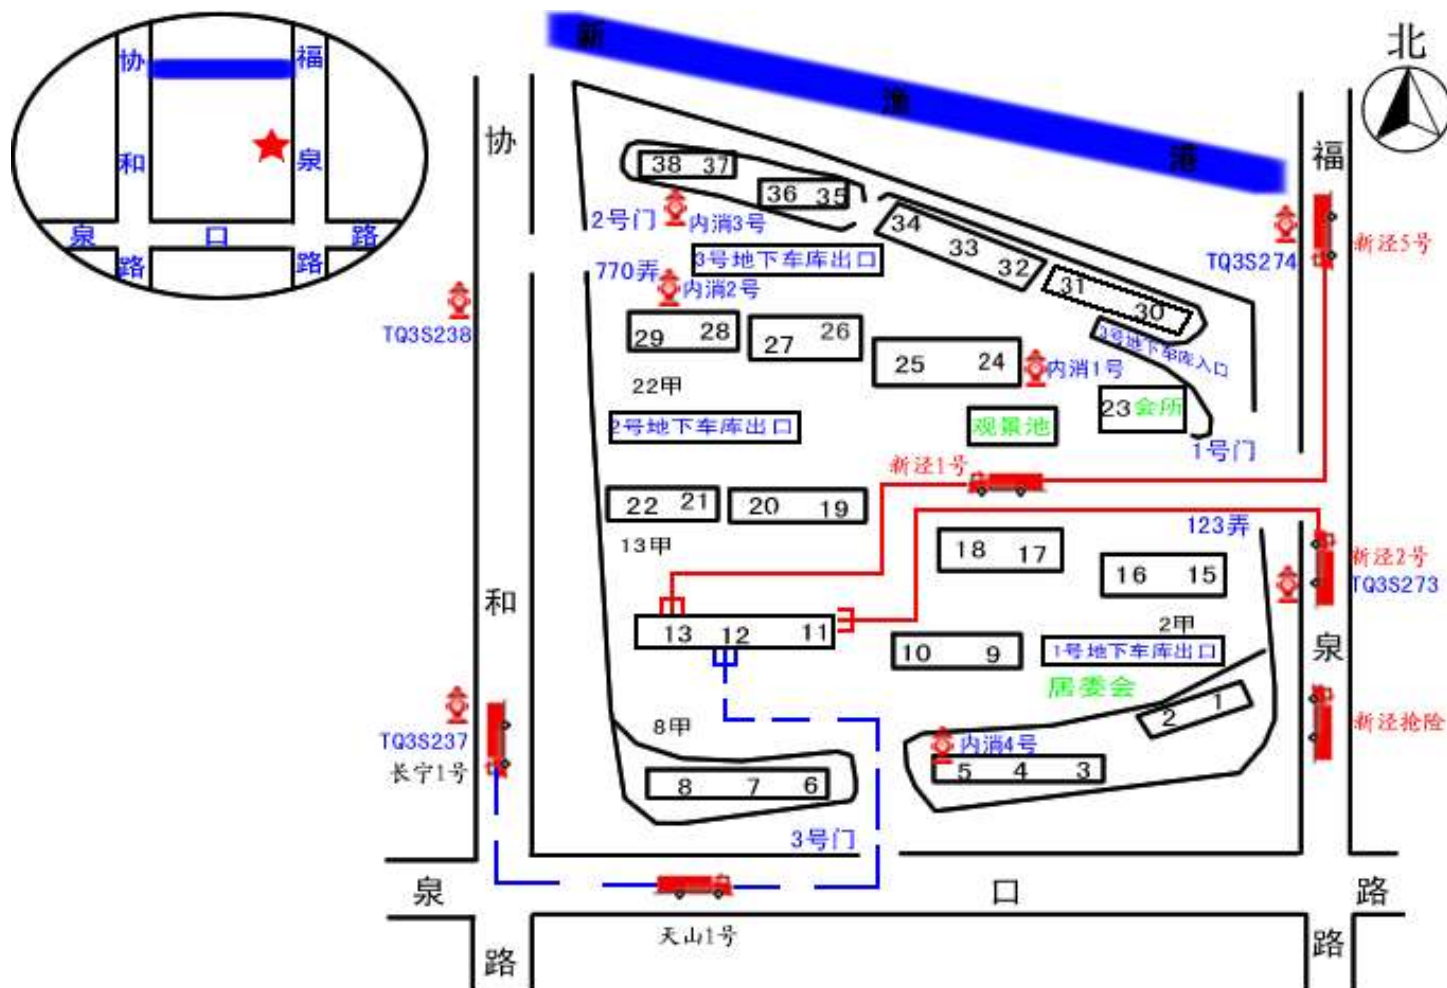 协
和
路
福
泉
路
泉 口 路
新
渔
港
北
协
和
路
福
泉
路
38 37
36 35
34
33
32
31
30
2号门
内消3号
3号地下车库出口
770弄
内消2号
TQ3S274
新泾5号
TQ3S238
29 28
27 26
25 24
内消1号
3号地下车库入口
22甲
23 会所
2号地下车库出口
观景池
1号门
新泾1号
22 21
20 19
123弄
13甲
18 17
16 15
新泾2号
TQ3S273
2甲
13 12 11
10 9
1号地下车库出口
居委会
2 1
8甲
内消4号
新泾抢险
TQ3S237
长宁1号
8 7 6
5 4 3
3号门
泉 口 路
天山1号